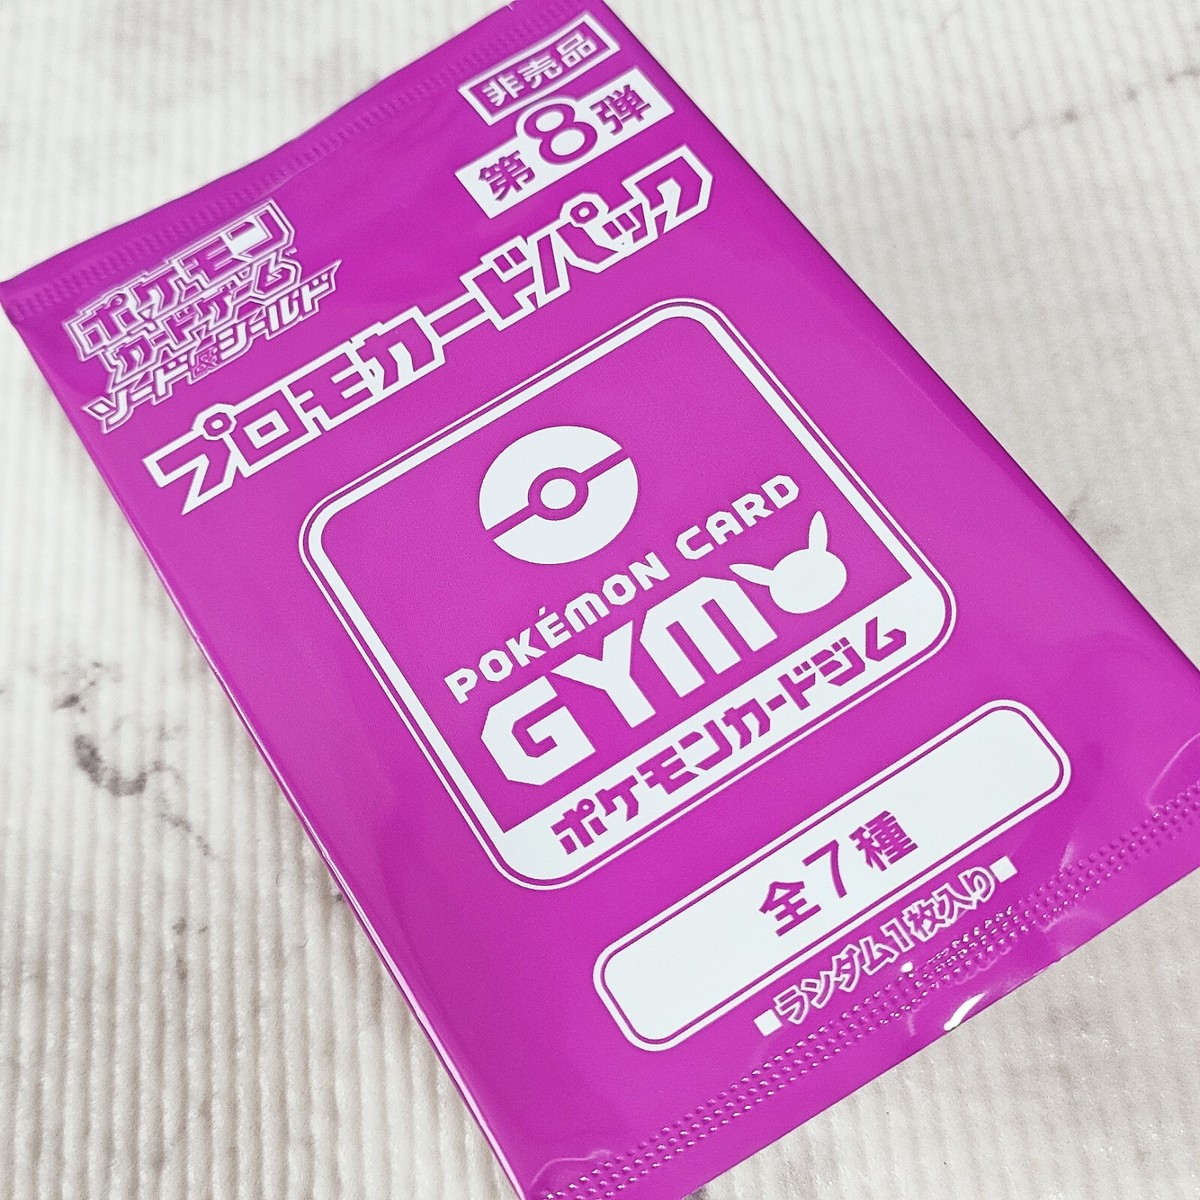 非売品
第8弾
ポケモン
カードゲーム
ソード&シールド
プロモカードパック
POKÉMON CARD
GYM
ポケモンカードジム
全7種
■ランダム1枚入り■